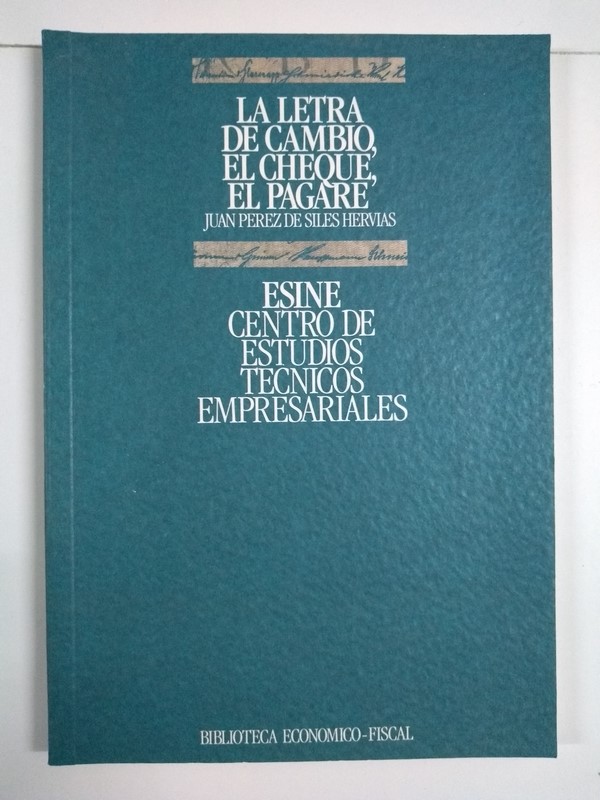 LA LETRA
DE CAMBIO,
EL CHEQUE,
EL PAGARE
JUAN PEREZ DE SILES HERVIAS
ESINE
CENTRO DE
ESTUDIOS
TECNICOS
EMPRESARIALES
BIBLIOTECA ECONOMICO-FISCAL